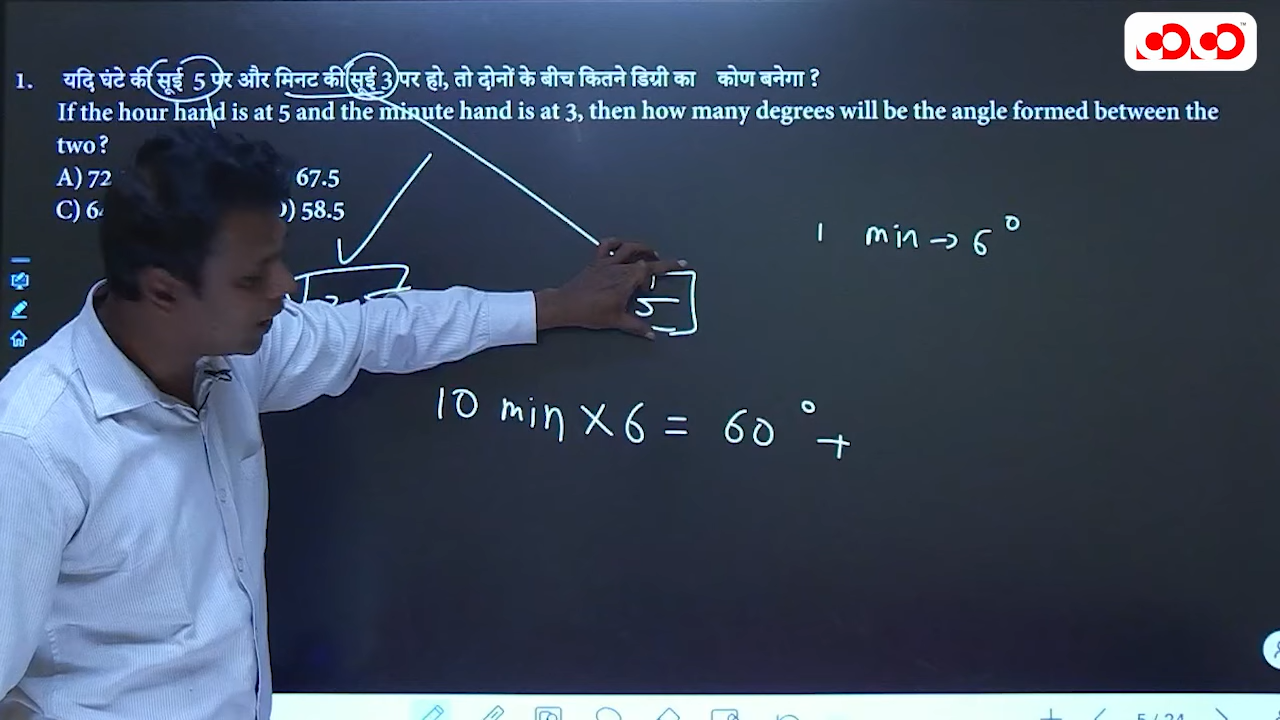 1. यदि घंटे की सूई 5 पर और मिनट की सूई 3 पर हो, तो दोनों के बीच कितने डिग्री का कोण बनेगा ?
If the hour hand is at 5 and the minute hand is at 3, then how many degrees will be the angle formed between the
two?
A) 72 67.5
C) 6 D) 58.5
1 min → 6°
5
10 min × 6 = 60° +
5 / 24